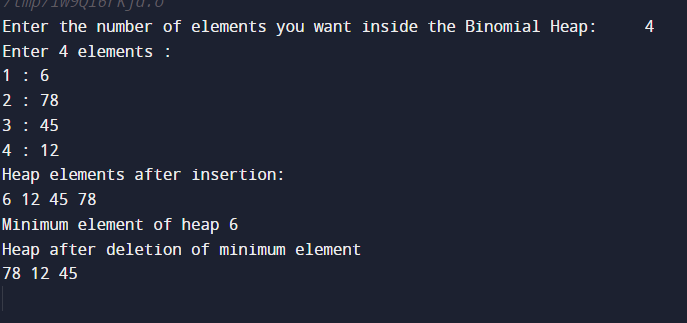 Enter the number of elements you want inside the Binomial Heap: 4
Enter 4 elements :
1 : 6
2 : 78
3 : 45
4 : 12
Heap elements after insertion:
6 12 45 78
Minimum element of heap 6
Heap after deletion of minimum element
78 12 45